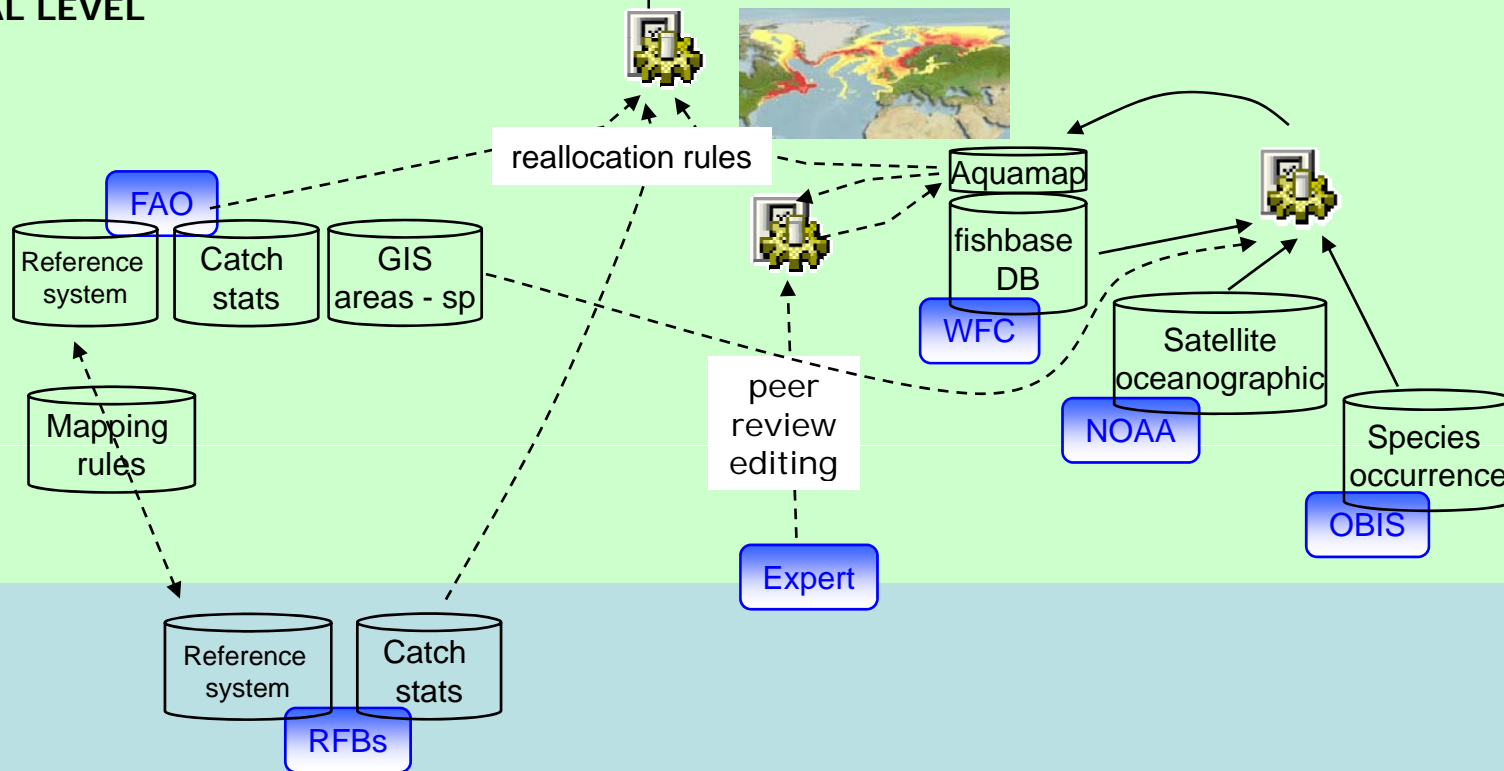 AL LEVEL
reallocation rules
Aquamap
FAO
Reference
system
Catch
stats
GIS
areas - sp
fishbase
DB
WFC
Satellite
oceanographic
NOAA
Species
occurrence
OBIS
Mapping
rules
peer
review
editing
Expert
Reference
system
Catch
stats
RFBs